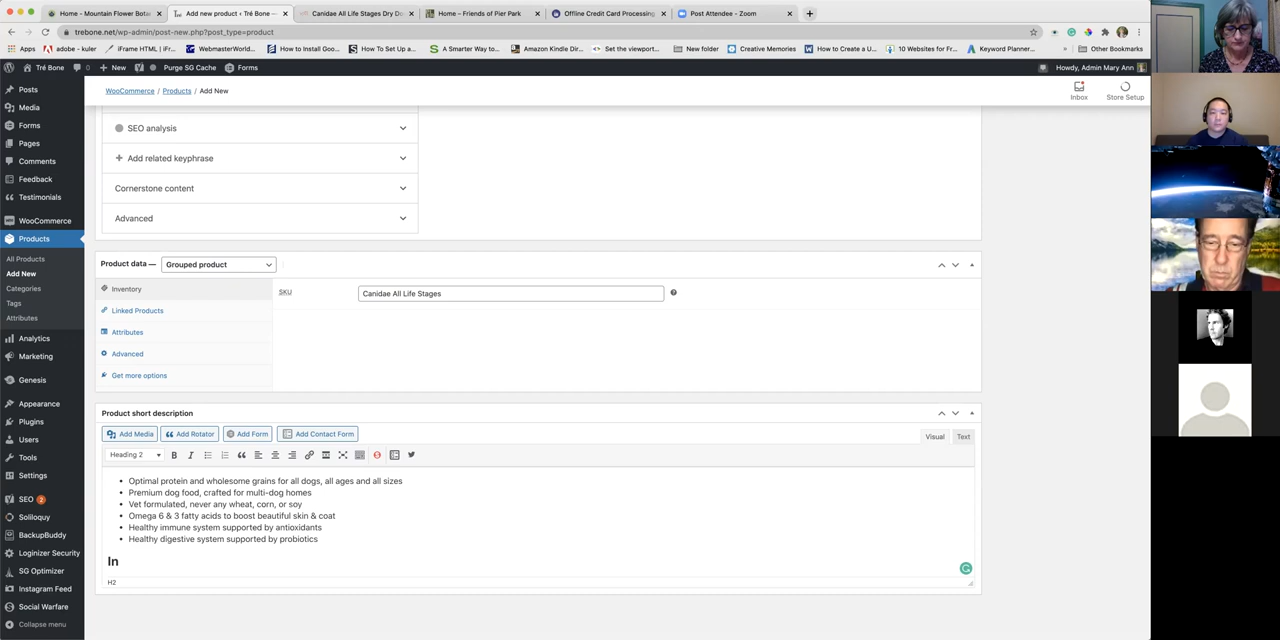 Home - Mountain Flower Botan
Add new product ‹ Tré Bone —
Canidae All Life Stages Dry Do
Home – Friends of Pier Park
Offline Credit Card Processing
Post Attendee - Zoom
trebone.net/wp-admin/post-new.php?post_type=product
Apps
adobe - kuler
iFrame HTML | iFr...
WebmasterWorld...
How to Install Goo...
How To Set up a...
A Smarter Way to...
Amazon Kindle Dir...
Set the viewport...
New folder
Creative Memories
How to Create a U...
10 Websites for Fr...
Keyword Planner...
»
Other Bookmarks
Tré Bone
0
New
Purge SG Cache
Forms
Howdy, Admin Mary Ann
Posts
Media
Forms
Pages
Comments
Feedback
Testimonials
WooCommerce
Products
All Products
Add New
Categories
Tags
Attributes
Analytics
Marketing
Genesis
Appearance
Plugins
Users
Tools
Settings
SEO 2
Soliloquy
BackupBuddy
Loginizer Security
SG Optimizer
Instagram Feed
Social Warfare
Collapse menu
WooCommerce / Products / Add New
Inbox
Store Setup
SEO analysis
Add related keyphrase
Cornerstone content
Advanced
Product data — Grouped product
Inventory
Linked Products
Attributes
Advanced
Get more options
SKU
Canidae All Life Stages
Product short description
Add Media
Add Rotator
Add Form
Add Contact Form
Visual
Text
Heading 2
B I
• Optimal protein and wholesome grains for all dogs, all ages and all sizes
• Premium dog food, crafted for multi-dog homes
• Vet formulated, never any wheat, corn, or soy
• Omega 6 & 3 fatty acids to boost beautiful skin & coat
• Healthy immune system supported by antioxidants
• Healthy digestive system supported by probiotics
In
H2